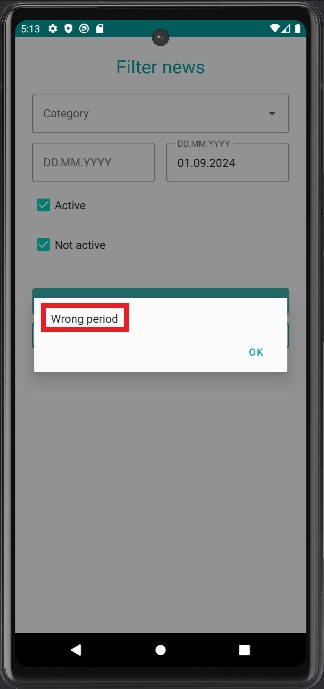 5:13
Filter news
Category
DD.MM.YYYY
DD.MM.YYYY
01.09.2024
Active
Not active
Wrong period
OK